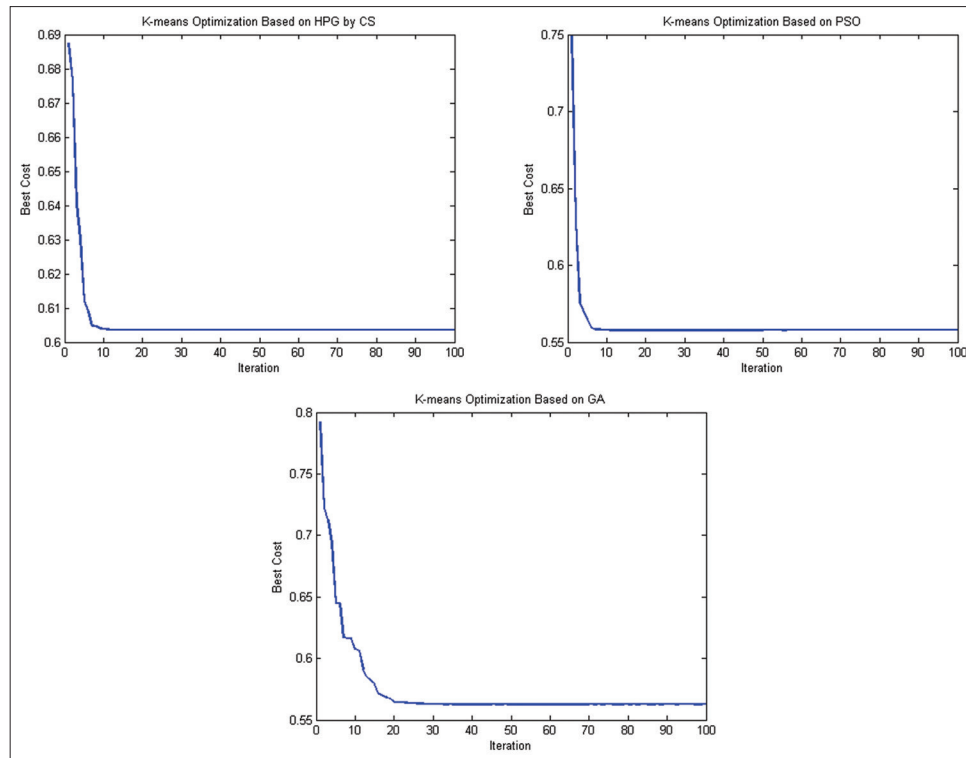 K-means Optimization Based on HPG by CS
0.69
0.68
0.67
0.66
0.65
0.64
0.63
0.62
0.61
0.6
Best Cost
0 10 20 30 40 50 60 70 80 90 100
Iteration
K-means Optimization Based on PSO
0.75
0.7
0.65
0.6
0.55
Best Cost
0 10 20 30 40 50 60 70 80 90 100
Iteration
K-means Optimization Based on GA
0.8
0.75
0.7
0.65
0.6
0.55
Best Cost
0 10 20 30 40 50 60 70 80 90 100
Iteration